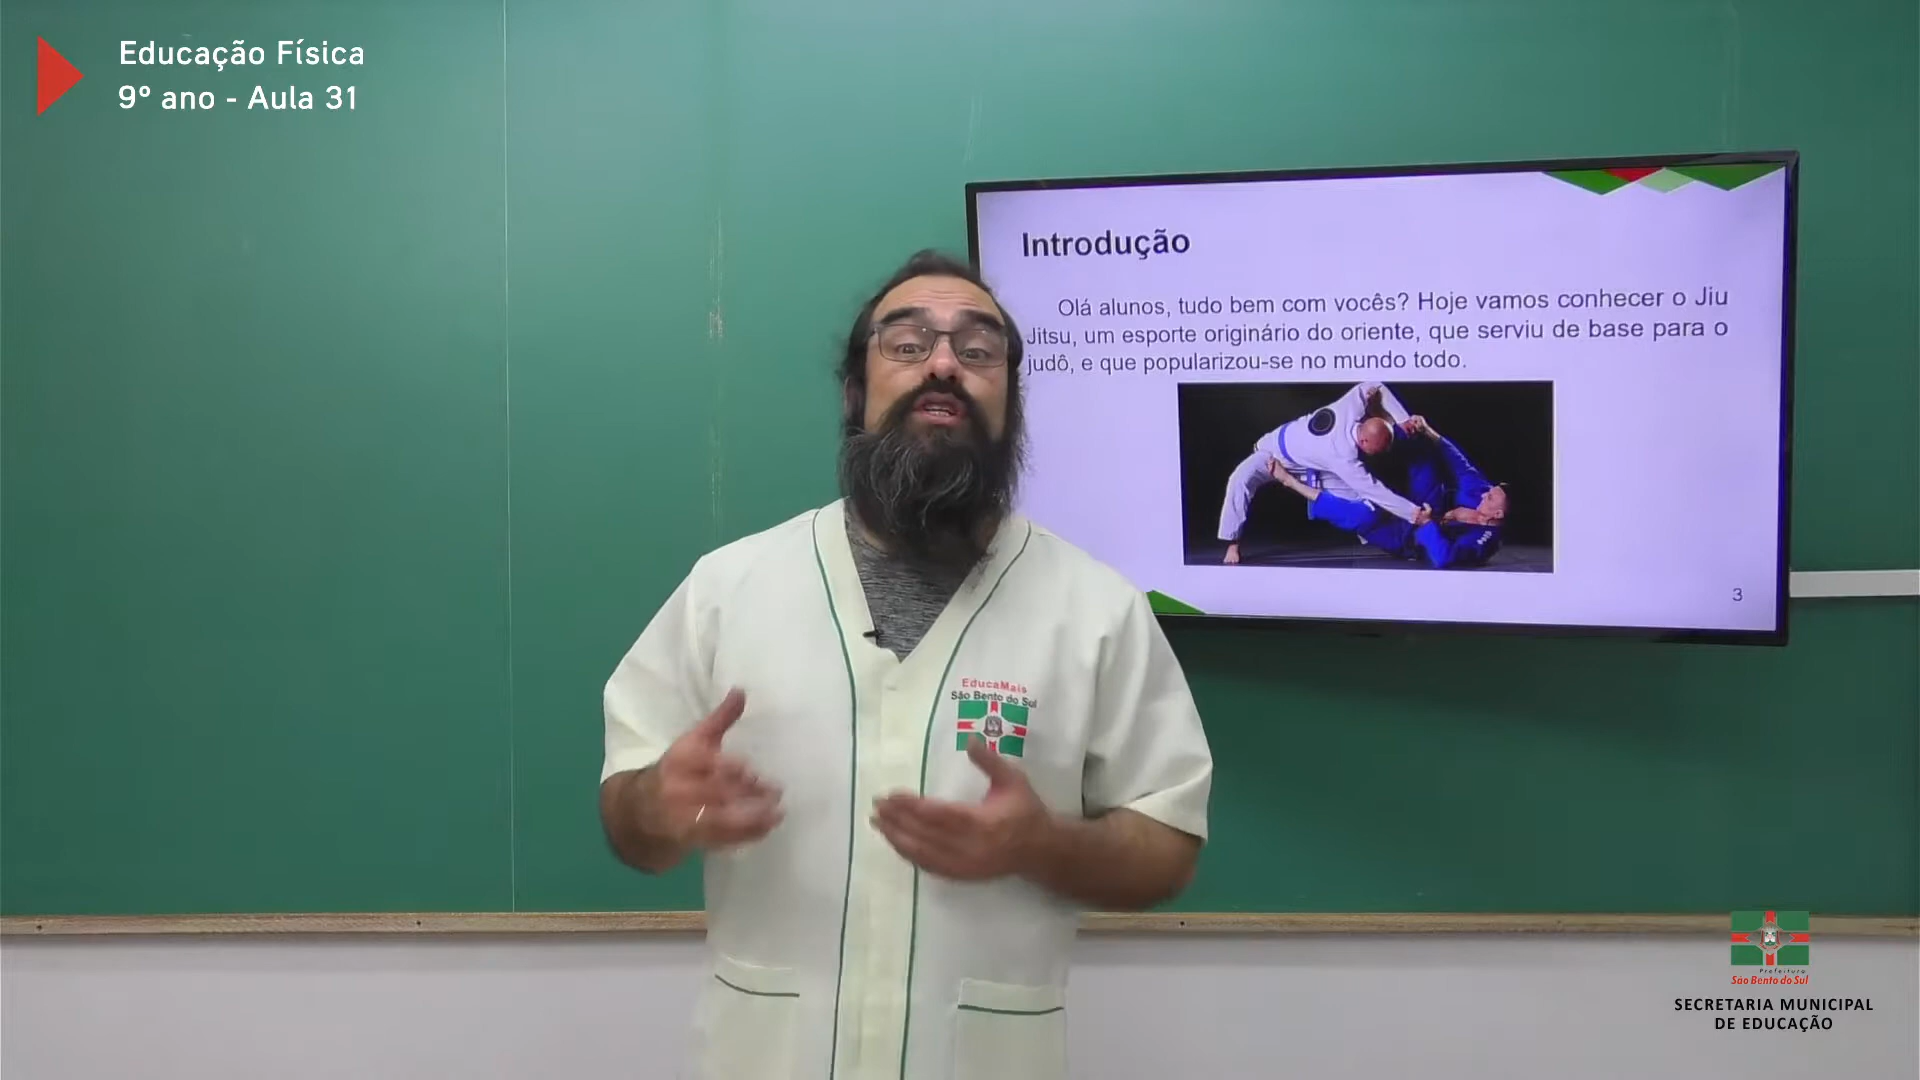 Educação Física
9º ano - Aula 31
Introdução
Olá alunos, tudo bem com vocês? Hoje vamos conhecer o Jiu
Jitsu, um esporte originário do oriente, que serviu de base para o
judô, e que popularizou-se no mundo todo.
3
EducaMais
São Bento do Sul
Prefeitura
São Bento do Sul
SECRETARIA MUNICIPAL
DE EDUCAÇÃO